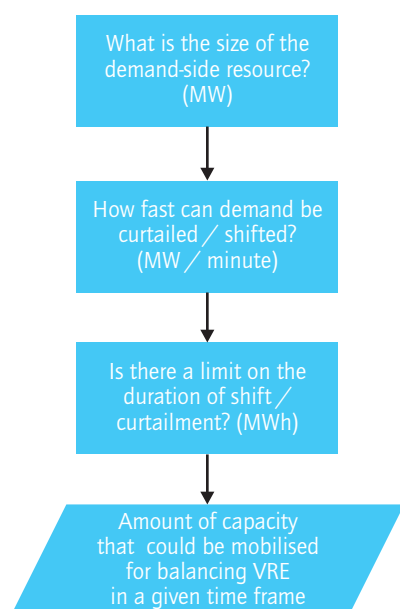 What is the size of the
demand-side resource?
(MW)
How fast can demand be
curtailed / shifted?
(MW / minute)
Is there a limit on the
duration of shift /
curtailment? (MWh)
Amount of capacity
that could be mobilised
for balancing VRE
in a given time frame